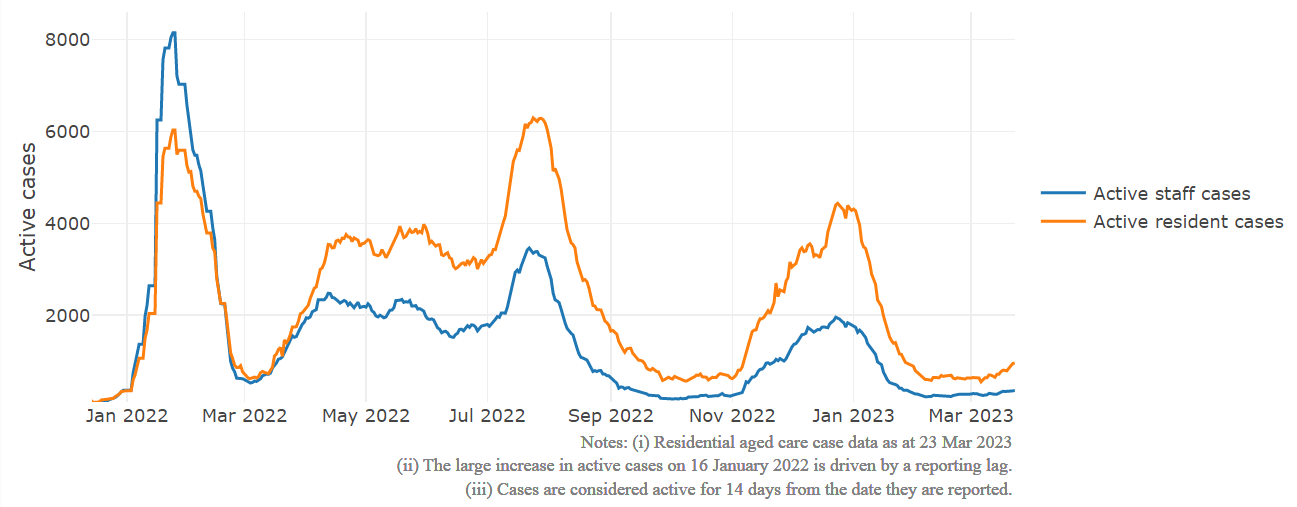 8000
6000
4000
2000
Active cases
Jan 2022 Mar 2022 May 2022 Jul 2022 Sep 2022 Nov 2022 Jan 2023 Mar 2023
Active staff cases
Active resident cases
Notes: (i) Residential aged care case data as at 23 Mar 2023
(ii) The large increase in active cases on 16 January 2022 is driven by a reporting lag.
(iii) Cases are considered active for 14 days from the date they are reported.